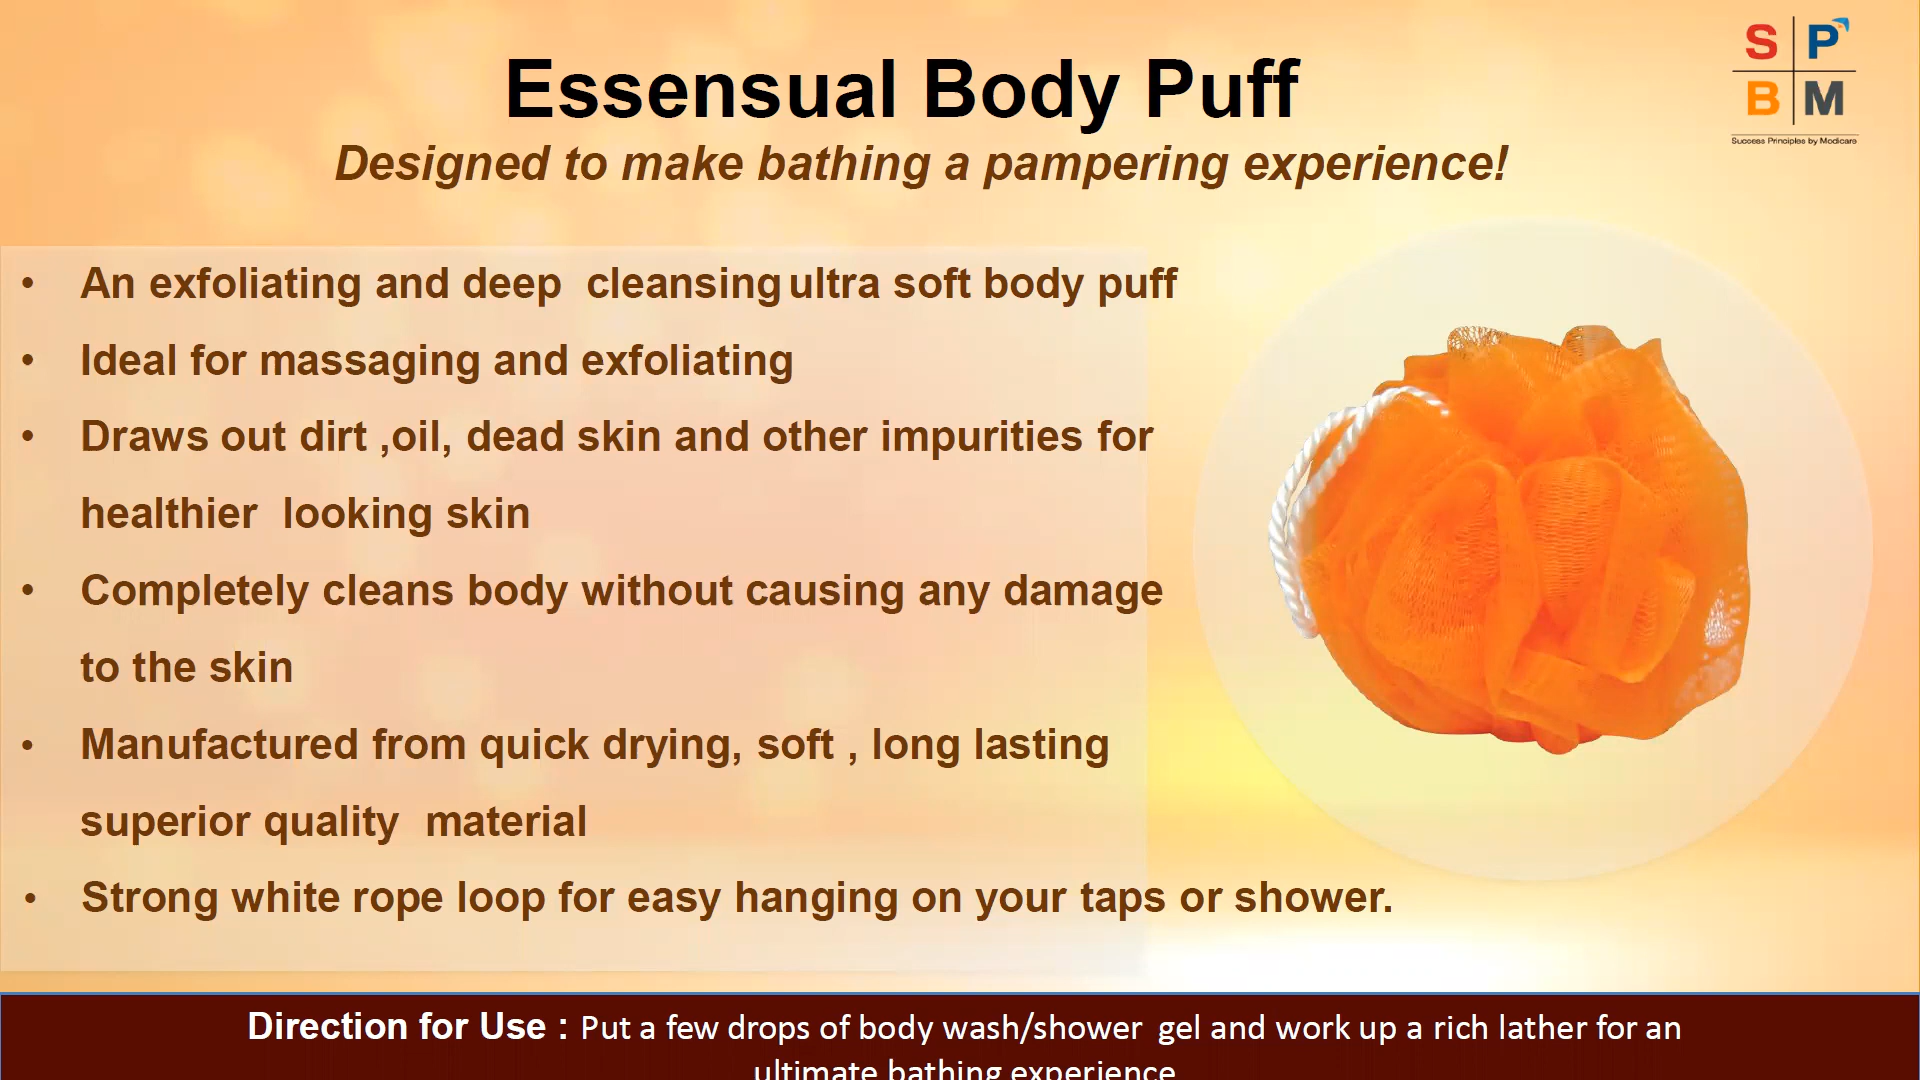 S P
B M
Success Principles by Modicare
Essensual Body Puff
Designed to make bathing a pampering experience!
• An exfoliating and deep cleansing ultra soft body puff
• Ideal for massaging and exfoliating
• Draws out dirt ,oil, dead skin and other impurities for
healthier looking skin
• Completely cleans body without causing any damage
to the skin
• Manufactured from quick drying, soft , long lasting
superior quality material
• Strong white rope loop for easy hanging on your taps or shower.
Direction for Use : Put a few drops of body wash/shower gel and work up a rich lather for an
ultimate bathing experience